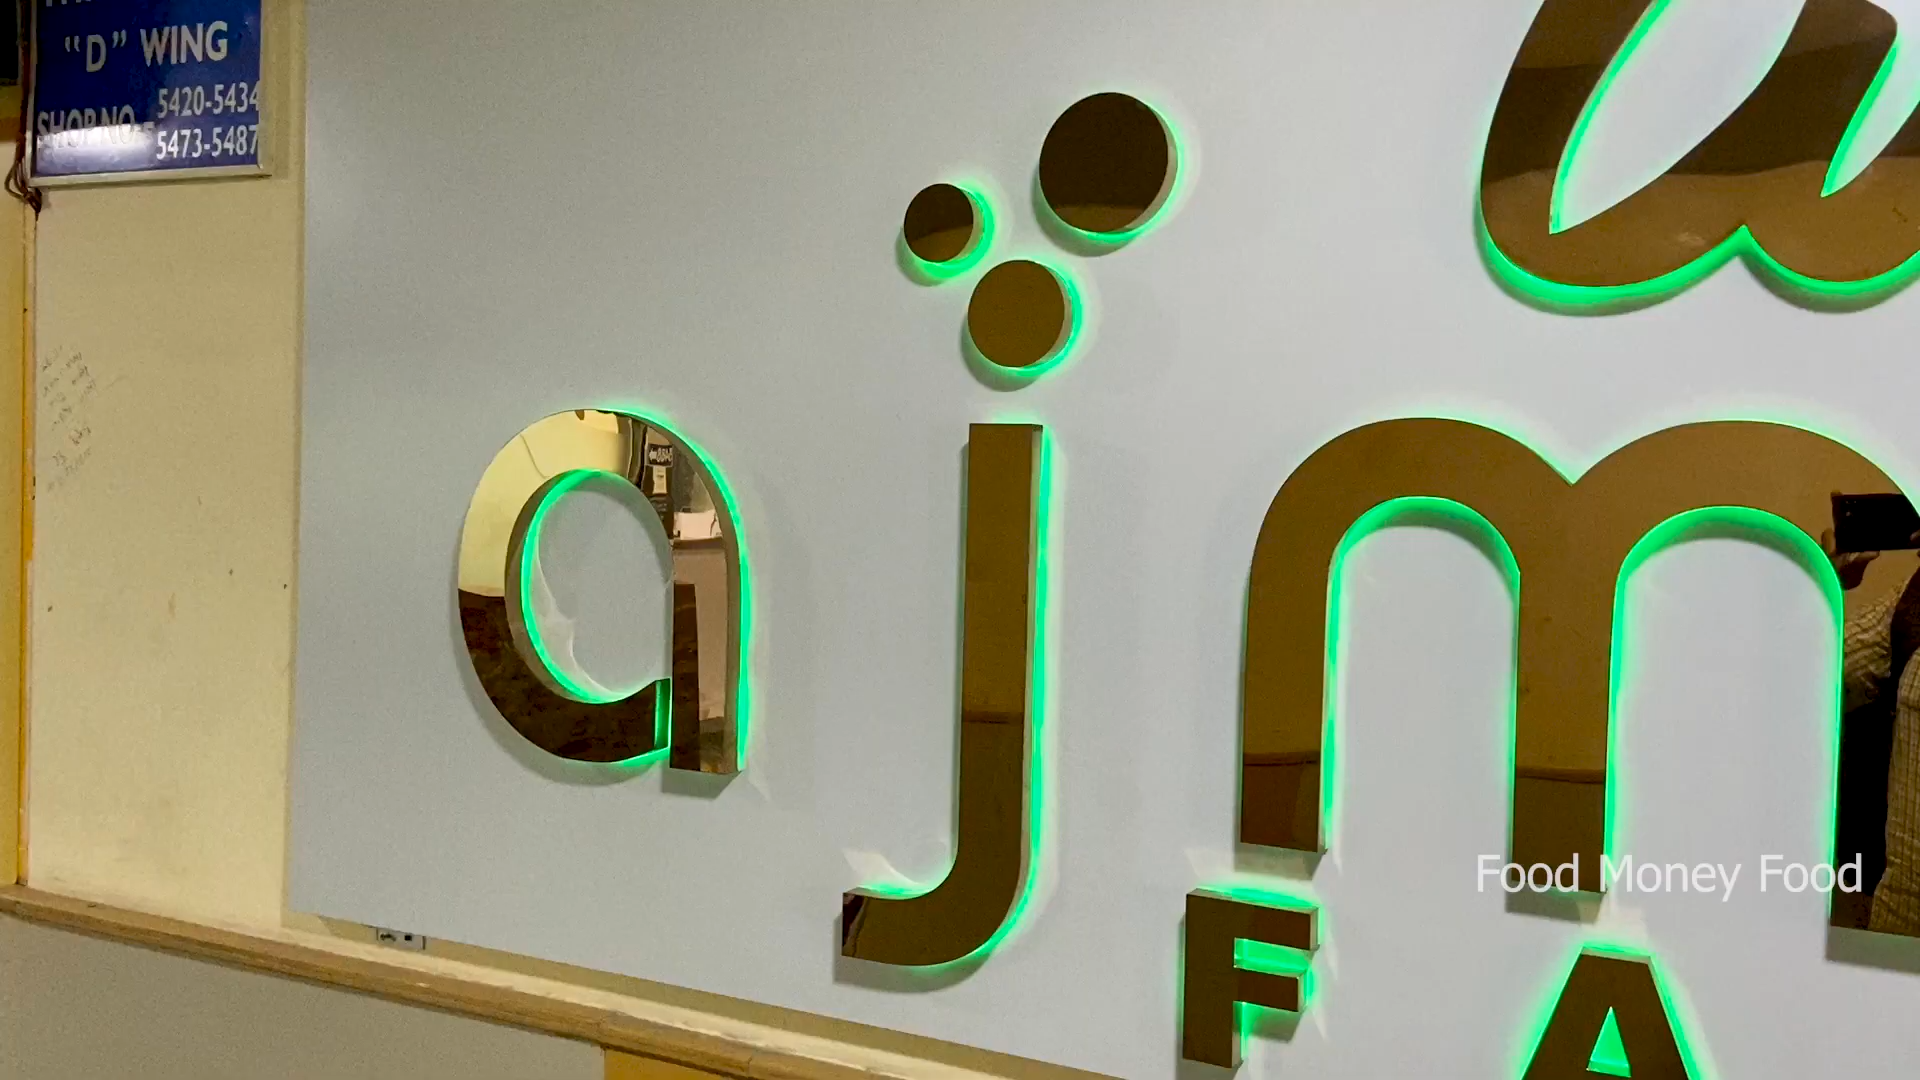 "D" WING
SHOP NO. 5420-5434
5473-5487
ajm
FA
Food Money Food